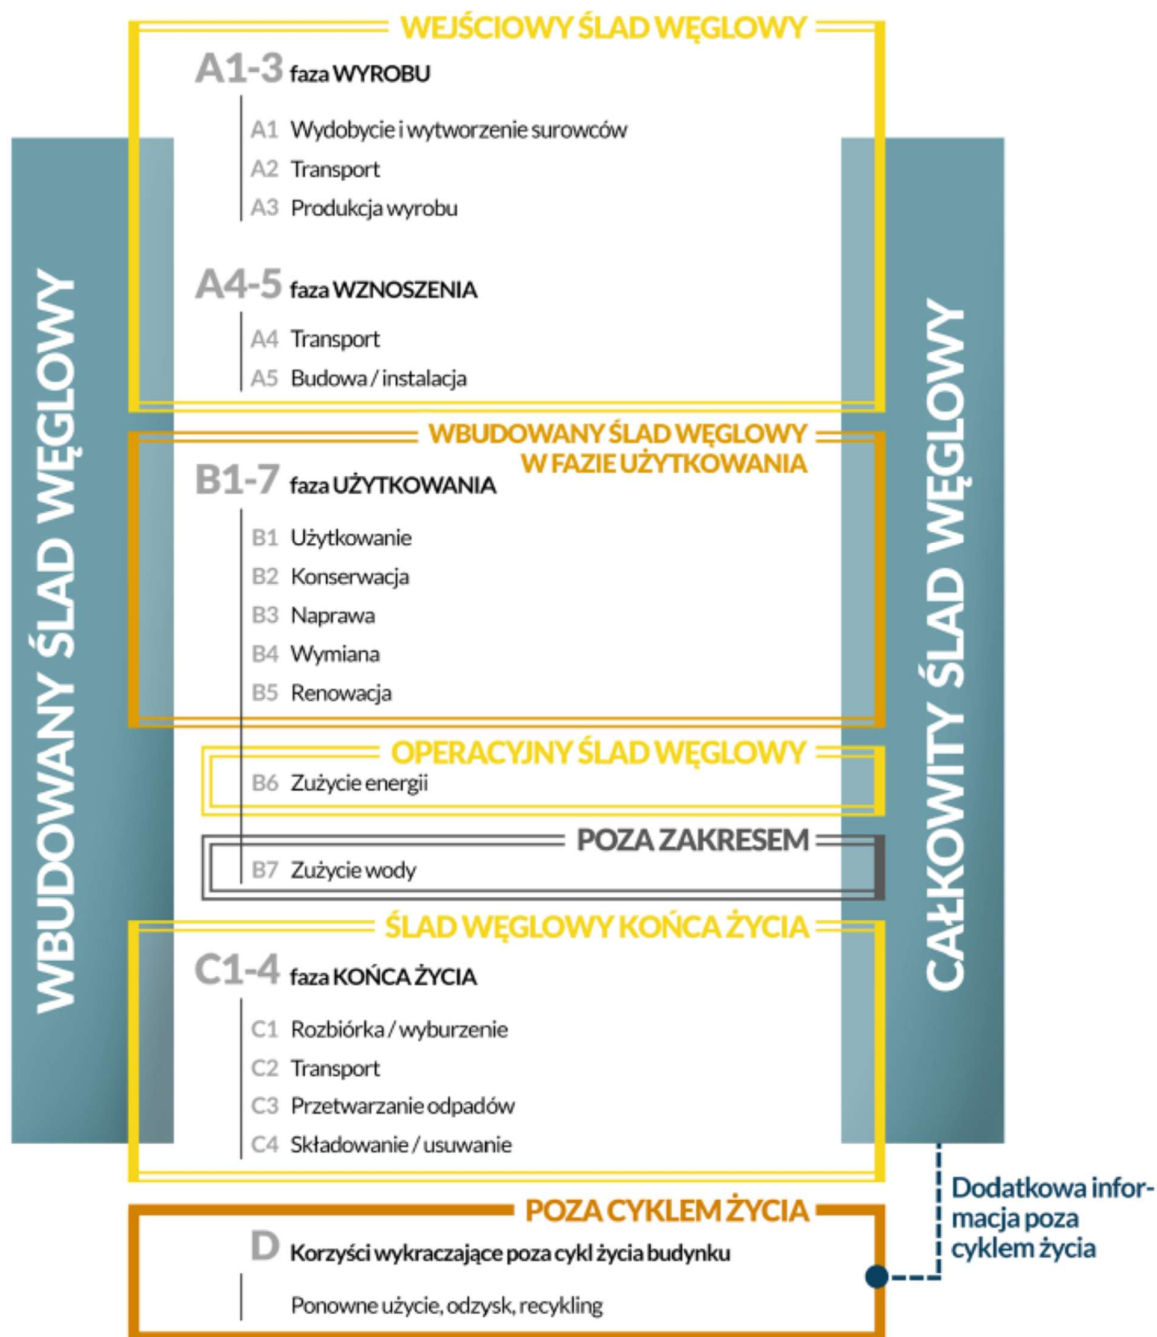 WEJŚCIOWY ŚLAD WĘGLOWY
A1-3 faza WYROBU
A1 Wydobycie i wytworzenie surowców
A2 Transport
A3 Produkcja wyrobu
A4-5 faza WZNOSZENIA
A4 Transport
A5 Budowa / instalacja
WBUDOWANY ŚLAD WĘGLOWY
W FAZIE UŻYTKOWANIA
B1-7 faza UŻYTKOWANIA
B1 Użytkowanie
B2 Konserwacja
B3 Naprawa
B4 Wymiana
B5 Renowacja
OPERACYJNY ŚLAD WĘGLOWY
B6 Zużycie energii
POZA ZAKRESEM
B7 Zużycie wody
ŚLAD WĘGLOWY KOŃCA ŻYCIA
C1-4 faza KOŃCA ŻYCIA
C1 Rozbiórka / wyburzenie
C2 Transport
C3 Przetwarzanie odpadów
C4 Składowanie / usuwanie
POZA CYKLEM ŻYCIA
D Korzyści wykraczające poza cykl życia budynku
Ponowne użycie, odzysk, recykling
WBUDOWANY ŚLAD WĘGLOWY
CAŁKOWITY ŚLAD WĘGLOWY
Dodatkowa infor-
macja poza
cyklem życia